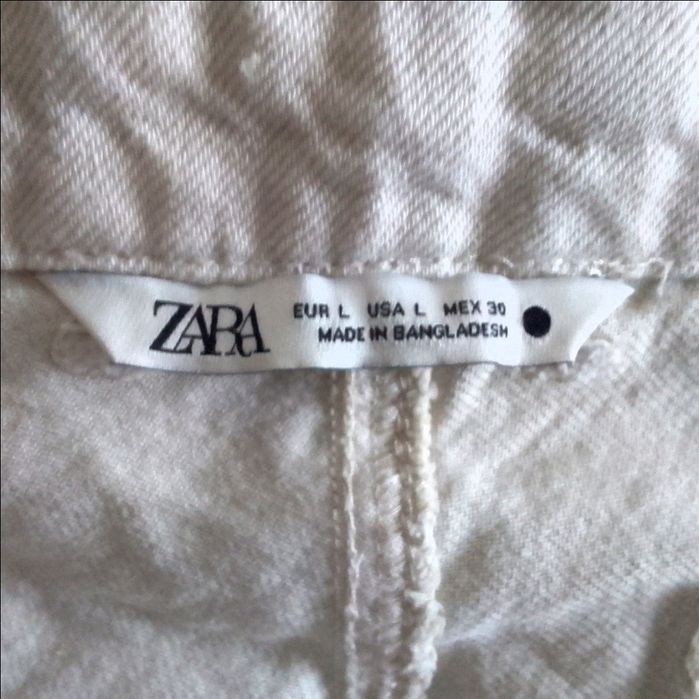 ZARA
EUR L USA L MEX 30
MADE IN BANGLADESH